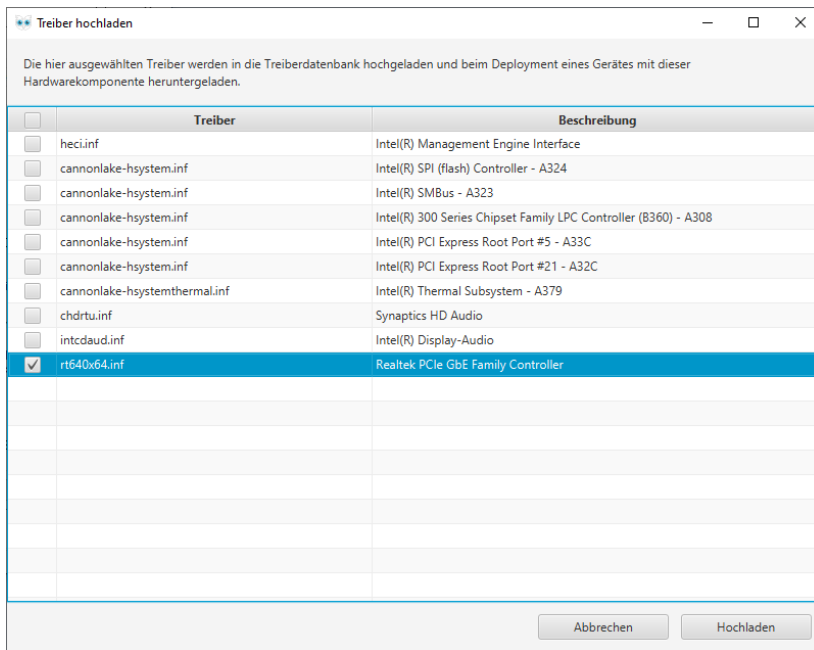 Treiber hochladen
Die hier ausgewählten Treiber werden in die Treiberdatenbank hochgeladen und beim Deployment eines Gerätes mit dieser
Hardwarekomponente heruntergeladen.
Treiber Beschreibung
heci.inf Intel(R) Management Engine Interface
cannonlake-hsystem.inf Intel(R) SPI (flash) Controller - A324
cannonlake-hsystem.inf Intel(R) SMBus - A323
cannonlake-hsystem.inf Intel(R) 300 Series Chipset Family LPC Controller (B360) - A308
cannonlake-hsystem.inf Intel(R) PCI Express Root Port #5 - A33C
cannonlake-hsystem.inf Intel(R) PCI Express Root Port #21 - A32C
cannonlake-hsystemthermal.inf Intel(R) Thermal Subsystem - A379
chdrtu.inf Synaptics HD Audio
intcdaud.inf Intel(R) Display-Audio
rt640x64.inf Realtek PCIe GbE Family Controller
Abbrechen Hochladen